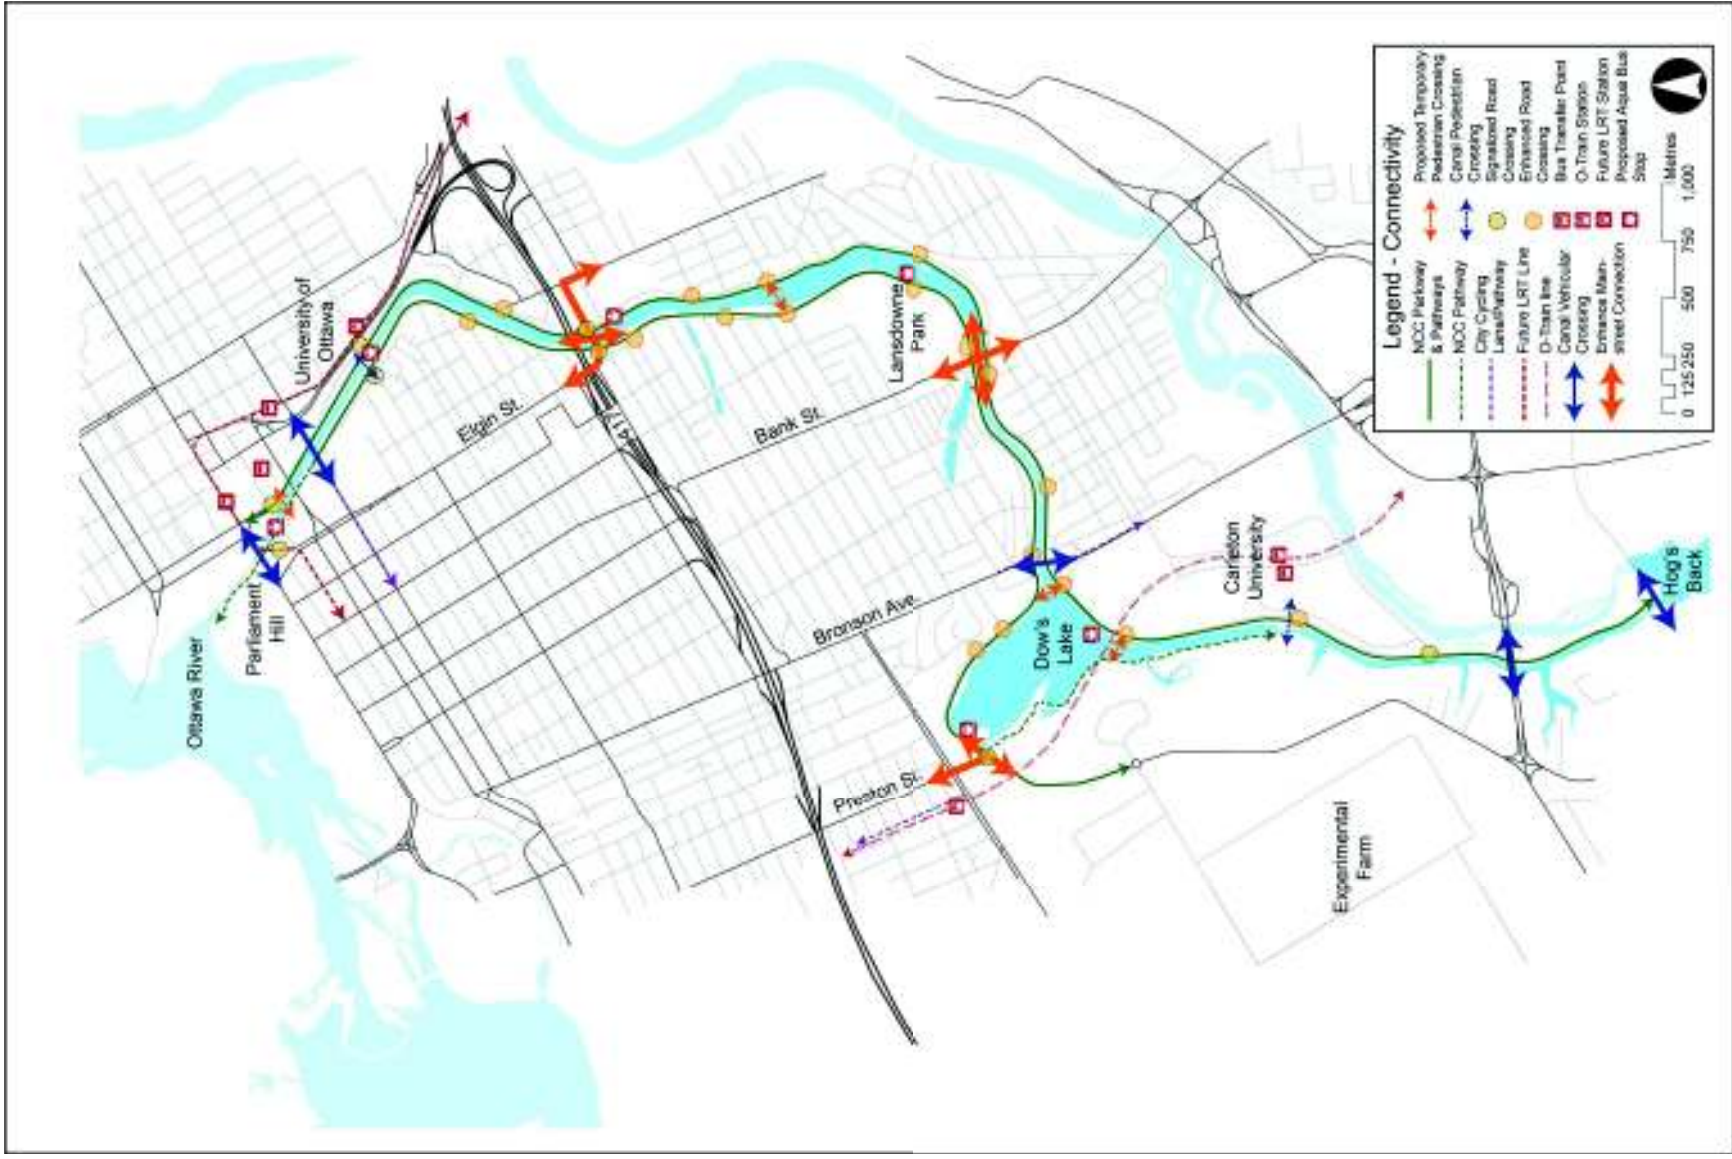 Ottawa River
Parliament
Hill
University of
Ottawa
Elgin St.
417
Bank St.
Lansdowne
Park
Bronson Ave.
Preston St.
Dow's
Lake
Carleton
University
Experimental
Farm
Hog's
Back
Legend - Connectivity
NCC Parkway
& Pathways
NCC Pathway
City Cycling
Lane/Pathway
Future LRT Line
O-Train line
Canal Vehicular
Crossing
Enhance Main-
street Connection
Proposed Temporary
Pedestrian Crossing
Canal Pedestrian
Crossing
Signalized Road
Crossing
Enhanced Road
Crossing
Bus Transfer Point
O-Train Station
Future LRT Station
Proposed Aqua Bus
Stop
0 125 250 500 750 1,000
Metres